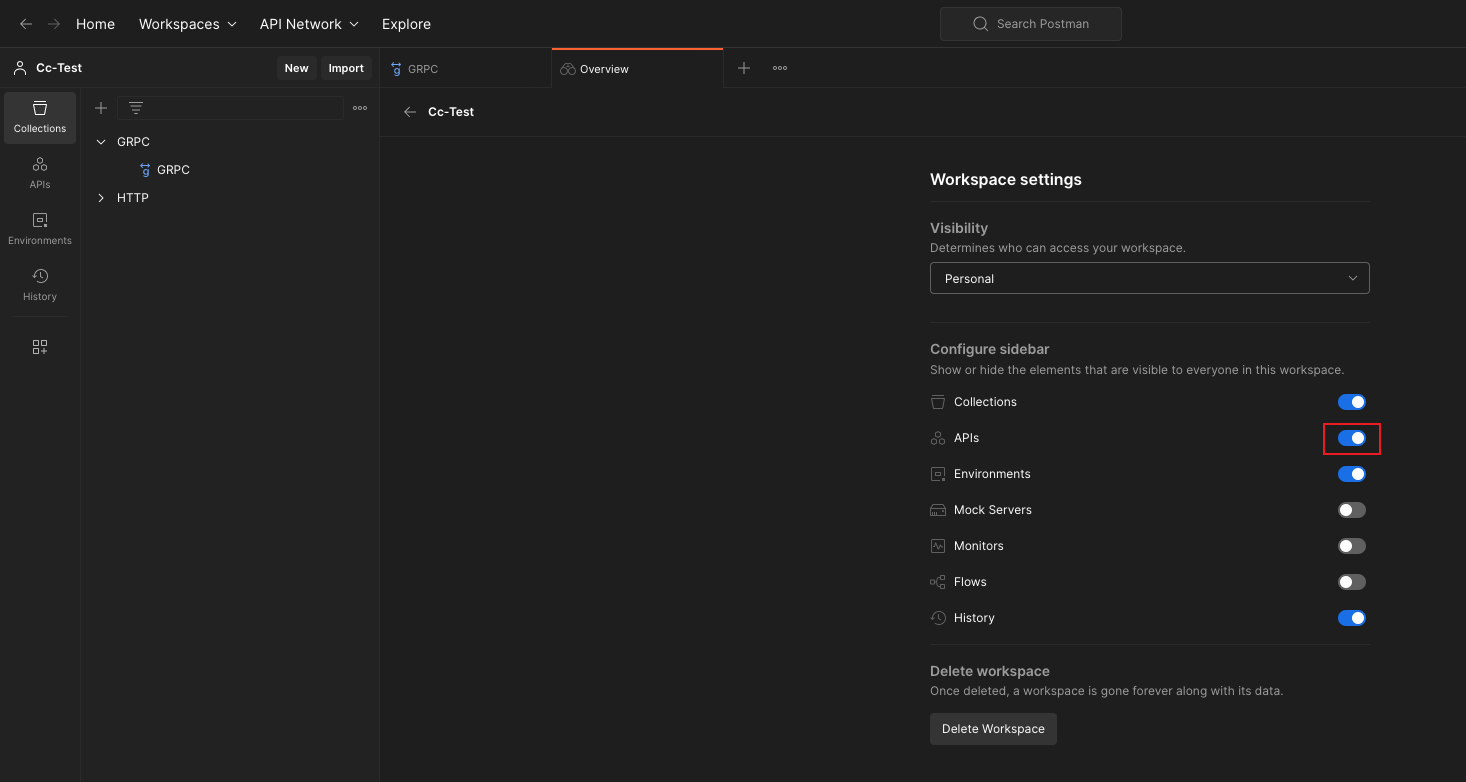 Home Workspaces API Network Explore Search Postman
Cc-Test New Import
GRPC Overview
Collections
APIs
Environments
History
GRPC
GRPC
HTTP
Cc-Test
Workspace settings
Visibility
Determines who can access your workspace.
Personal
Configure sidebar
Show or hide the elements that are visible to everyone in this workspace.
Collections
APIs
Environments
Mock Servers
Monitors
Flows
History
Delete workspace
Once deleted, a workspace is gone forever along with its data.
Delete Workspace